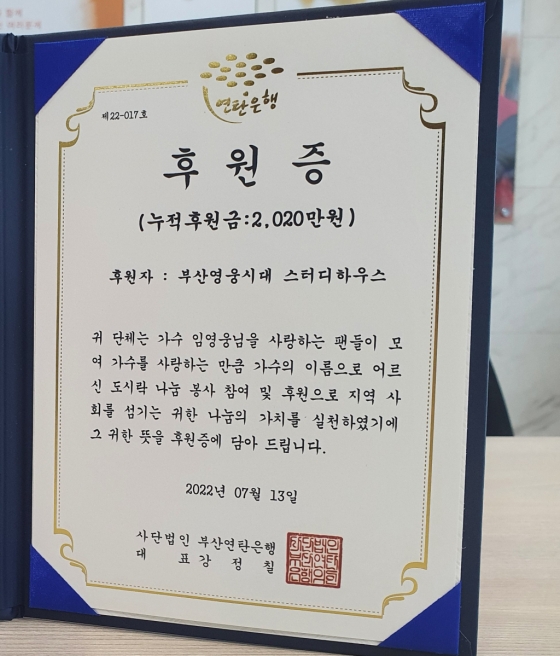 연탄은행
제22-017호
후 원 증
(누적후원금:2,020만원)
후원자 : 부산영웅시대 스터디하우스
귀 단체는 가수 임영웅님을 사랑하는 팬들이 모
여 가수를 사랑하는 만큼 가수의 이름으로 어르
신 도시락 나눔 봉사 참여 및 후원으로 지역 사
회를 섬기는 귀한 나눔의 가치를 실천하였기에
그 귀한 뜻을 후원증에 담아 드립니다.
2022년 07월 13일
사단법인 부산연탄은행
대 표 강 정 칠